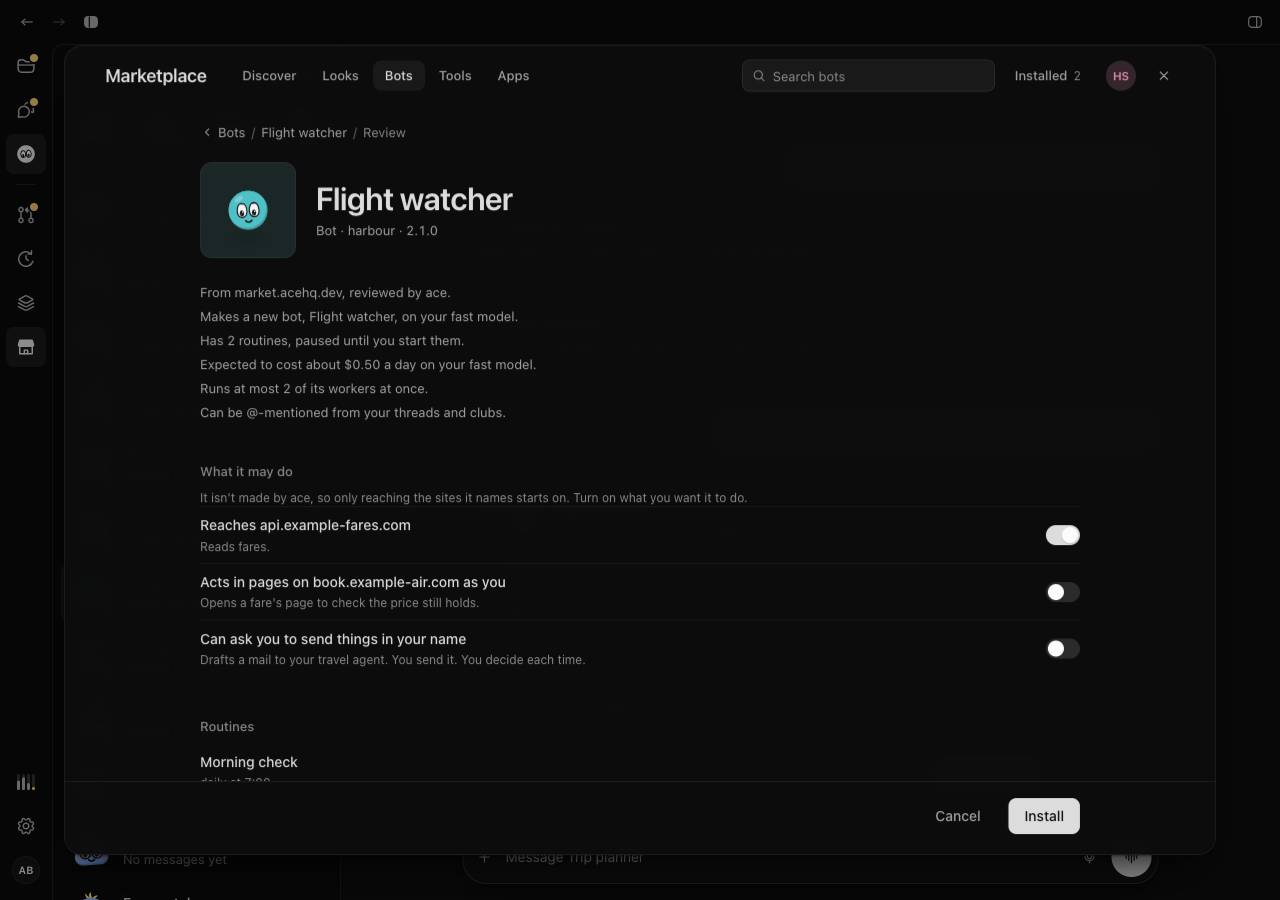 Marketplace
Discover
Looks
Bots
Tools
Apps
Search bots
Installed 2
HS
Bots / Flight watcher / Review
Flight watcher
Bot · harbour · 2.1.0
From market.acehq.dev, reviewed by ace.
Makes a new bot, Flight watcher, on your fast model.
Has 2 routines, paused until you start them.
Expected to cost about $0.50 a day on your fast model.
Runs at most 2 of its workers at once.
Can be @-mentioned from your threads and clubs.
What it may do
It isn't made by ace, so only reaching the sites it names starts on. Turn on what you want it to do.
Reaches api.example-fares.com
Reads fares.
Acts in pages on book.example-air.com as you
Opens a fare's page to check the price still holds.
Can ask you to send things in your name
Drafts a mail to your travel agent. You send it. You decide each time.
Routines
Morning check
daily at
Cancel
Install
AB
No messages yet
Message Trip planner